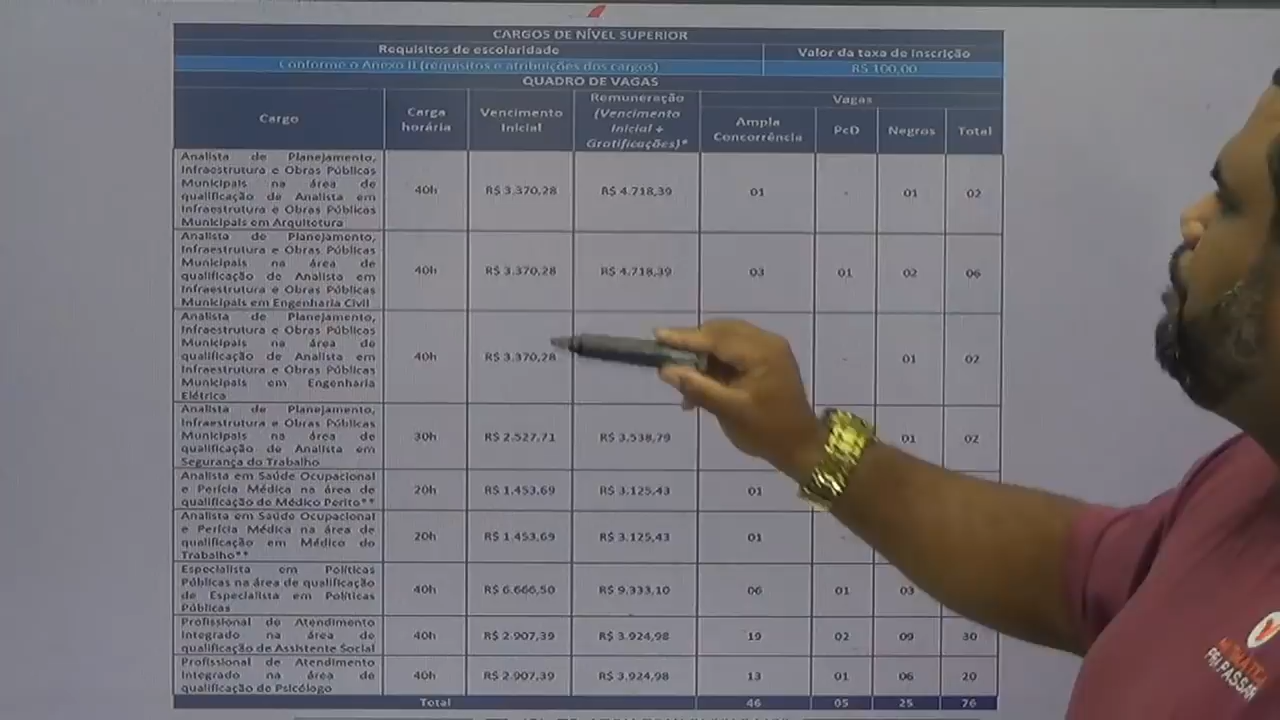 CARGOS DE NÍVEL SUPERIOR
Requisitos de escolaridade Valor da taxa de inscrição
Conforme o Anexo II (requisitos e atribuições dos cargos) R$ 100,00
QUADRO DE VAGAS
Cargo
Carga horária
Vencimento Inicial
Remuneração (Vencimento Inicial + Gratificações)*
Vagas
Ampla Concorrência
PcD
Negros
Total
Analista de Planejamento,
Infraestrutura e Obras Públicas
Municipais na área de
qualificação de Analista em
Infraestrutura e Obras Públicas
Municipais em Arquitetura
40h R$ 3.370,28 R$ 4.718,39 01 - 01 02
Analista de Planejamento,
Infraestrutura e Obras Públicas
Municipais na área de
qualificação de Analista em
Infraestrutura e Obras Públicas
Municipais em Engenharia Civil
40h R$ 3.370,28 R$ 4.718,39 03 01 02 06
Analista de Planejamento,
Infraestrutura e Obras Públicas
Municipais na área de
qualificação de Analista em
Infraestrutura e Obras Públicas
Municipais em Engenharia
Elétrica
40h R$ 3.370,28 - 01 02
Analista de Planejamento,
Infraestrutura e Obras Públicas
Municipais na área de
qualificação de Analista em
Segurança do Trabalho
30h R$ 2.527,71 R$ 3.538,79 01 02
Analista em Saúde Ocupacional
e Perícia Médica na área de
qualificação de Médico Perito**
20h R$ 1.453,69 R$ 3.125,43 01
Analista em Saúde Ocupacional
e Perícia Médica na área de
qualificação em Médico do
Trabalho**
20h R$ 1.453,69 R$ 3.125,43 01
Especialista em Políticas
Públicas na área de qualificação
de Especialista em Políticas
Públicas
40h R$ 6.666,50 R$ 9.333,10 06 01 03
Profissional de Atendimento
Integrado na área de
qualificação de Assistente Social
40h R$ 2.907,39 R$ 3.924,98 19 02 09 30
Profissional de Atendimento
Integrado na área de
qualificação de Psicólogo
40h R$ 2.907,39 R$ 3.924,98 13 01 06 20
Total 46 05 25 76
PRA PASSAR